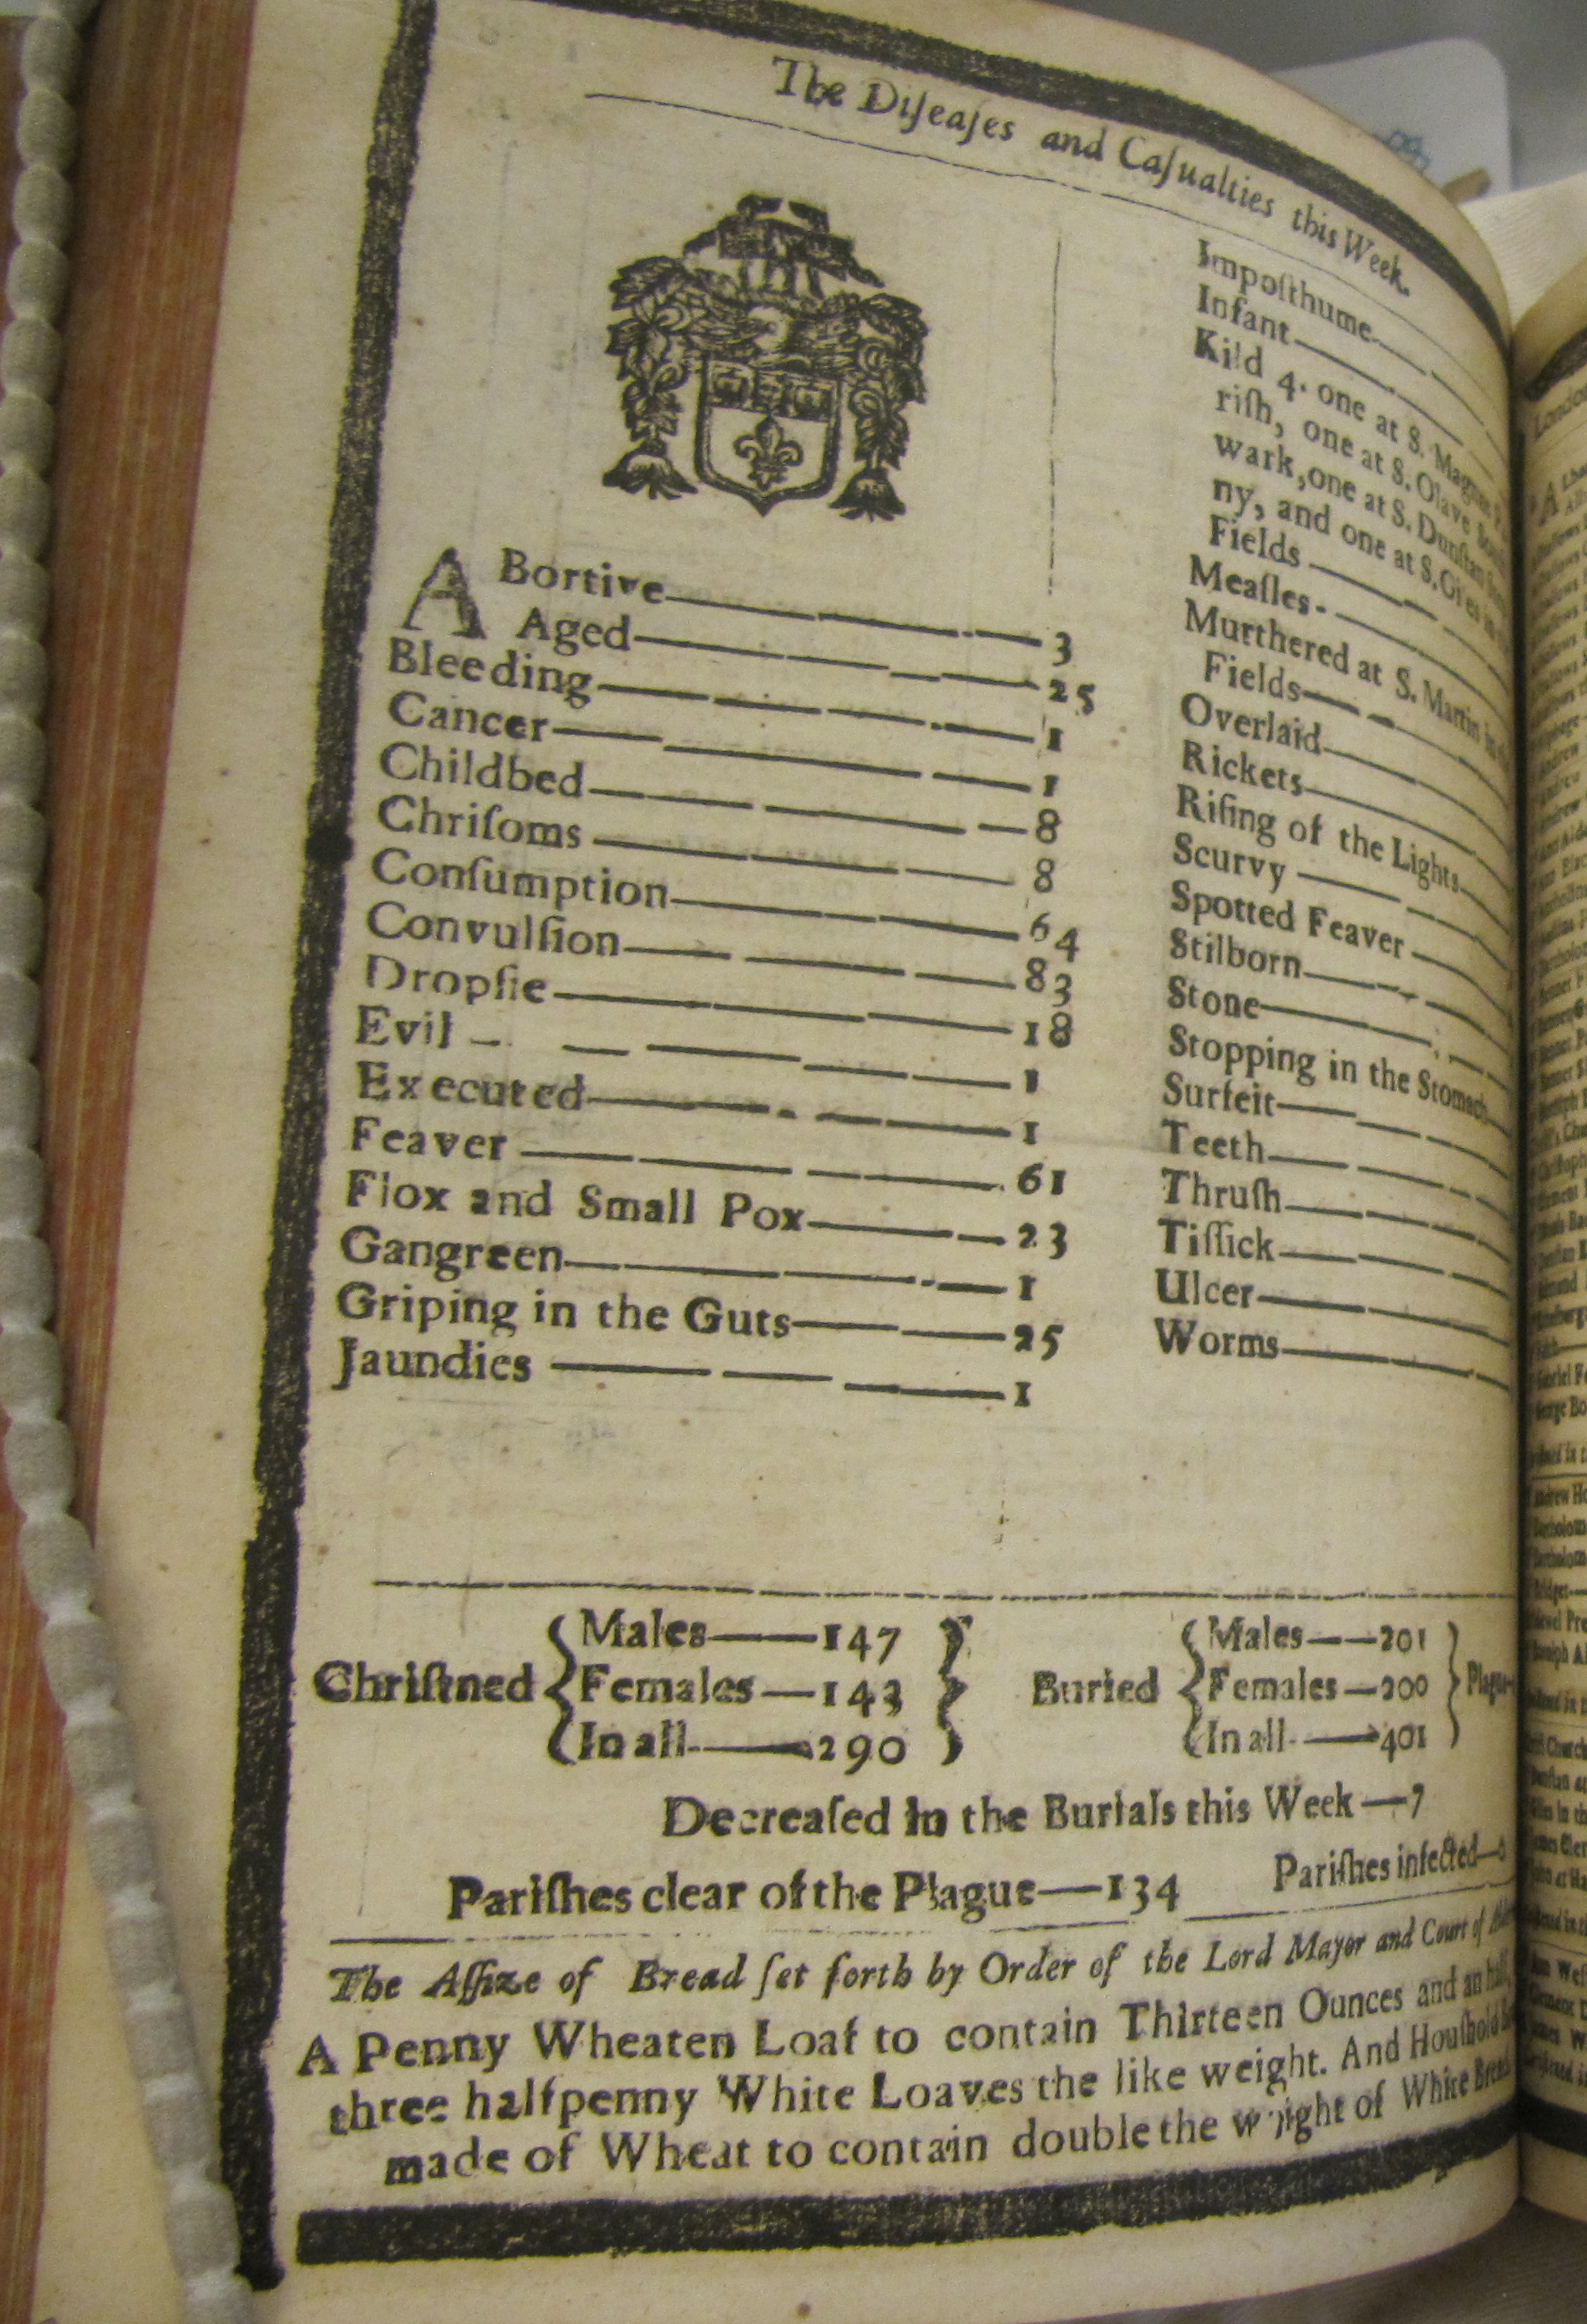 The Diſeaſes and Caſualties this Week.
ABortive 3
Aged 25
Bleeding 1
Cancer 1
Childbed 8
Chriſoms 8
Conſumption 64
Convulſion 83
Dropſie 18
Evil 1
Executed 1
Feaver 61
Flox and Small Pox 23
Gangreen 1
Griping in the Guts 25
Jaundies 1
Impoſthume
Infant
Kild 4. one at S. Magnus
riſh, one at S. Olave
wark, one at S. Dunſtan
ny, and one at S. Giles in
Fields
Meaſles
Murthered at S. Martin in
Fields
Overlaid
Rickets
Riſing of the Lights
Scurvy
Spotted Feaver
Stilborn
Stone
Stopping in the Stomach
Surfeit
Teeth
Thruſh
Tiſſick
Ulcer
Worms
Chriſtned { Males—147
Females—143
In all—290 }
Buried { Males—201
Females—200
In all—401 } Plague
Decreaſed in the Burials this Week—7
Pariſhes clear of the Plague—134 Pariſhes infected—0
The Aſſize of Bread ſet forth by Order of the Lord Mayor and Court of
A Penny Wheaten Loaf to contain Thirteen Ounces and an half,
three halfpenny White Loaves the like weight. And Houſhold
made of Wheat to contain double the weight of White